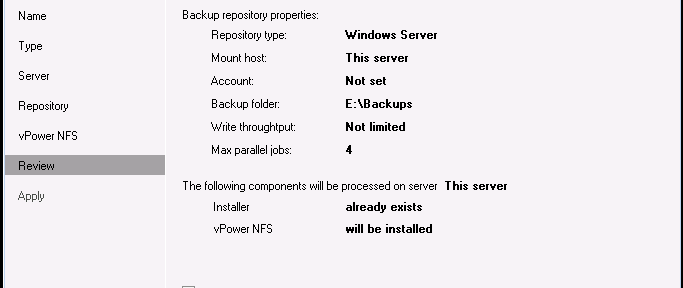 Name
Type
Server
Repository
vPower NFS
Review
Apply
Backup repository properties:
Repository type: Windows Server
Mount host: This server
Account: Not set
Backup folder: E:\Backups
Write throughtput: Not limited
Max parallel jobs: 4
The following components will be processed on server This server
Installer already exists
vPower NFS will be installed